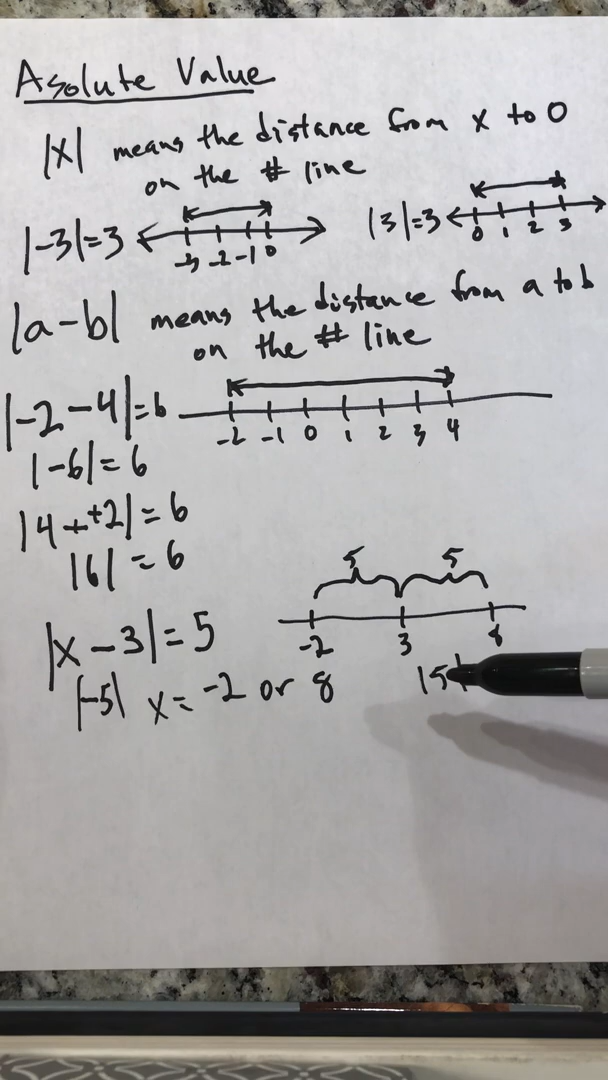 Asolute Value
|x| means the distance from x to 0
on the # line
|-3|=3 -3 -2 -1 0 |3|=3 0 1 2 3
|a-b| means the distance from a to b
on the # line
|-2-4|=6 -2 -1 0 1 2 3 4
|-6|=6
|4++2|=6
|6|=6
5 5
|x-3|=5 -2 3 8
|-5| x=-2 or 8 |5|